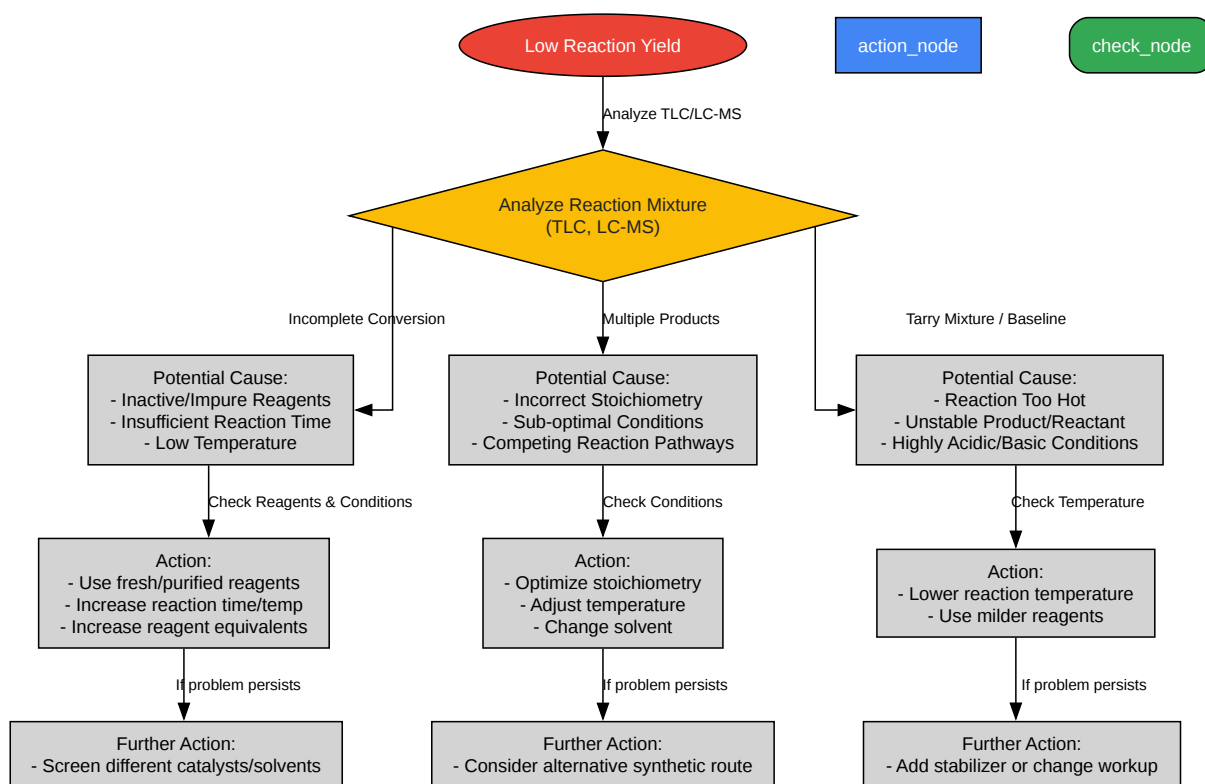 Low Reaction Yield
action_node
check_node
Analyze TLC/LC-MS
Analyze Reaction Mixture
(TLC, LC-MS)
Incomplete Conversion
Multiple Products
Tarry Mixture / Baseline
Potential Cause:
- Inactive/Impure Reagents
- Insufficient Reaction Time
- Low Temperature
Potential Cause:
- Incorrect Stoichiometry
- Sub-optimal Conditions
- Competing Reaction Pathways
Potential Cause:
- Reaction Too Hot
- Unstable Product/Reactant
- Highly Acidic/Basic Conditions
Check Reagents & Conditions
Check Conditions
Check Temperature
Action:
- Use fresh/purified reagents
- Increase reaction time/temp
- Increase reagent equivalents
Action:
- Optimize stoichiometry
- Adjust temperature
- Change solvent
Action:
- Lower reaction temperature
- Use milder reagents
If problem persists
If problem persists
If problem persists
Further Action:
- Screen different catalysts/solvents
Further Action:
- Consider alternative synthetic route
Further Action:
- Add stabilizer or change workup